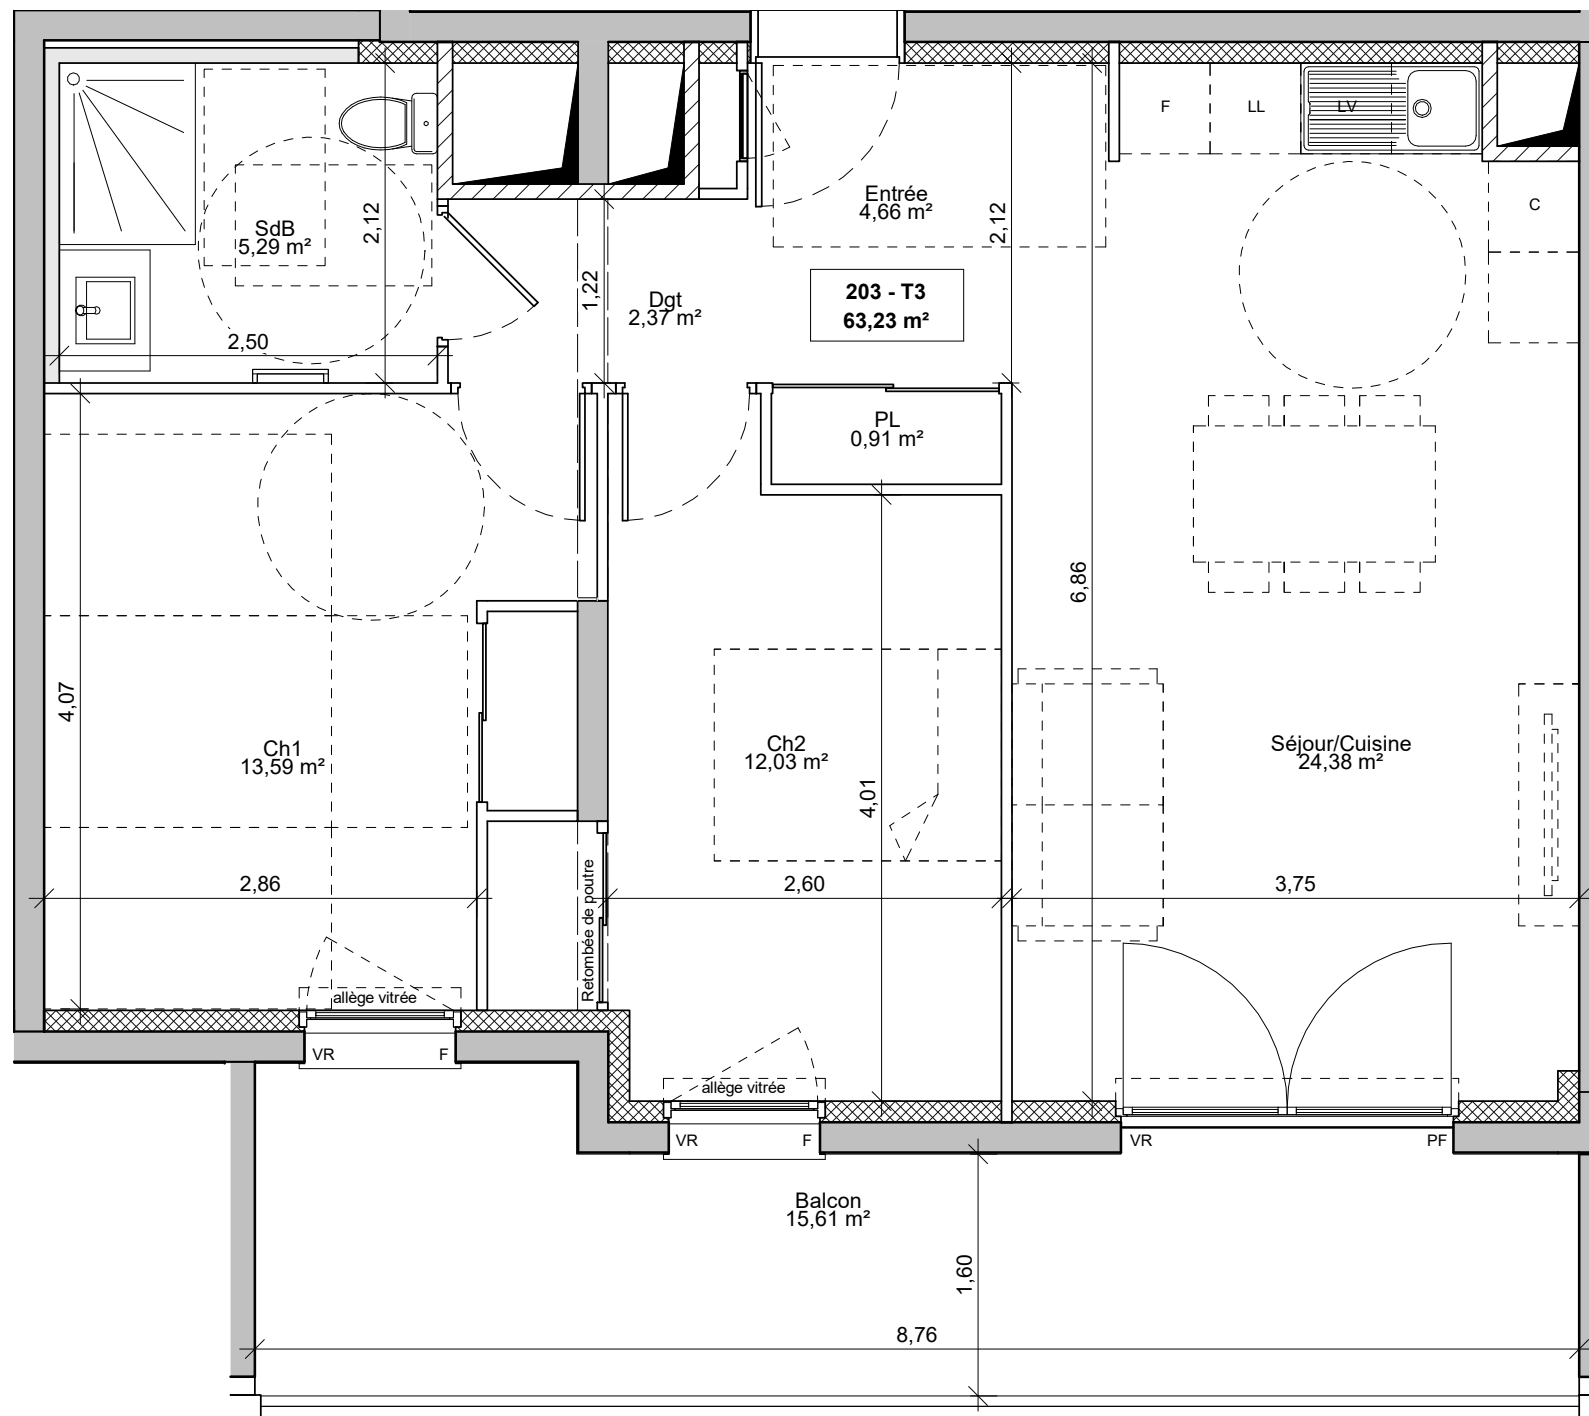 F
LL
LV
C
Entrée
4,66 m²
SdB
5,29 m²
2,12
2,12
1,22
Dgt
2,37 m²
203 - T3
63,23 m²
2,50
PL
0,91 m²
6,86
4,07
Ch1
13,59 m²
Ch2
12,03 m²
4,01
Séjour/Cuisine
24,38 m²
2,86
2,60
3,75
Retombée de poutre
allège vitrée
VR
F
allège vitrée
VR
F
VR
PF
Balcon
15,61 m²
1,60
8,76